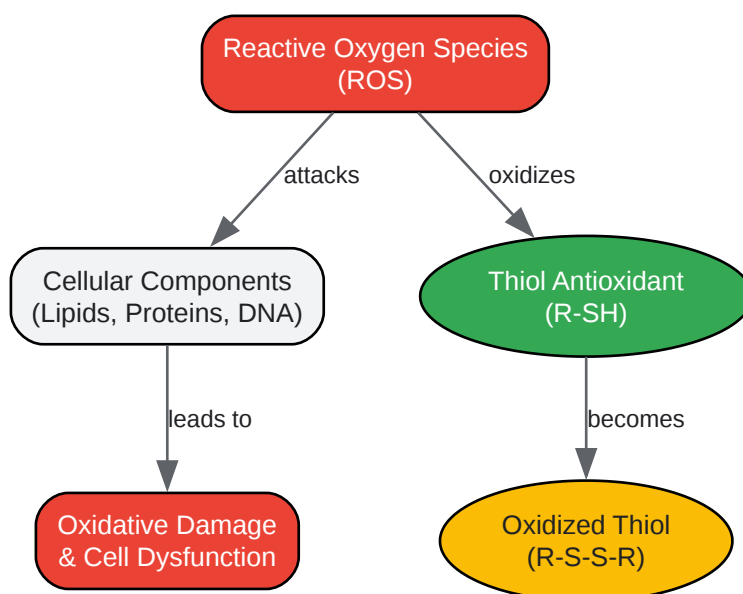 Reactive Oxygen Species
(ROS)
attacks
oxidizes
Cellular Components
(Lipids, Proteins, DNA)
Thiol Antioxidant
(R-SH)
leads to
becomes
Oxidative Damage
& Cell Dysfunction
Oxidized Thiol
(R-S-S-R)